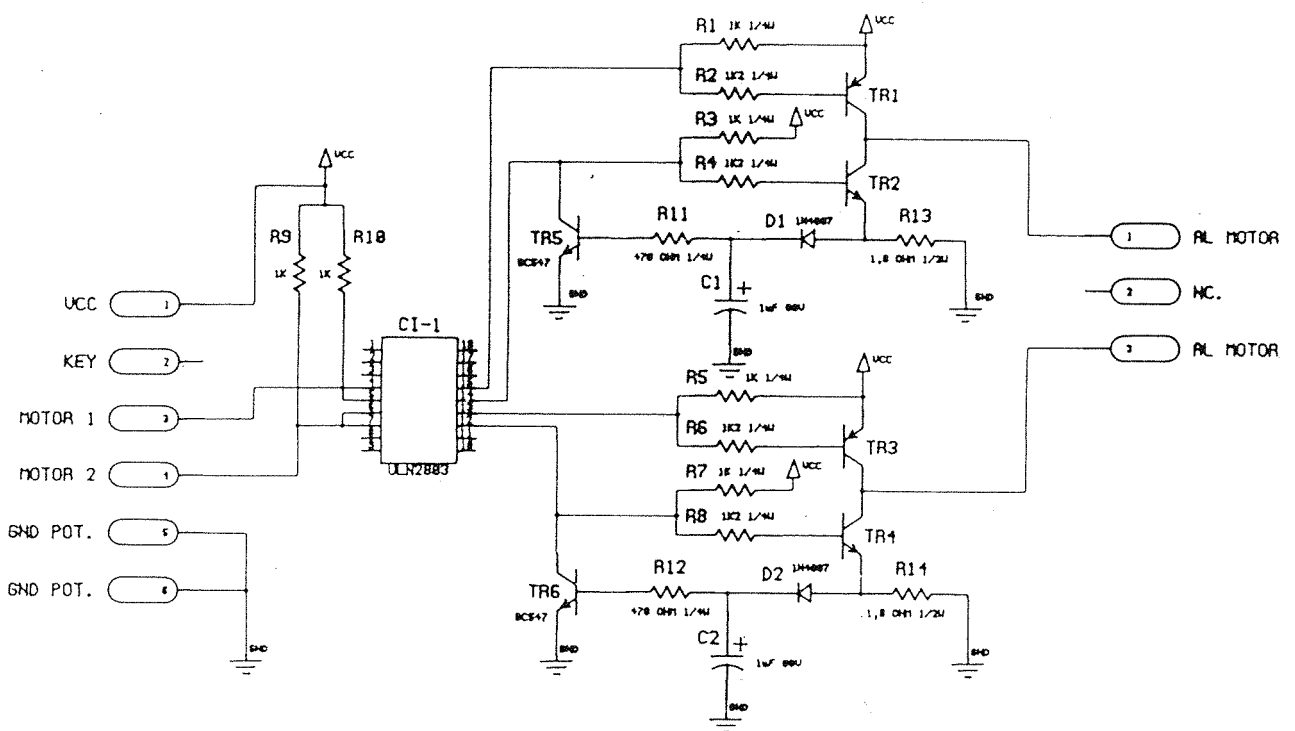 VCC
R1 1K 1/4W
R2 1K2 1/4W
TR1
R3 1K 1/4W
VCC
R4 1K2 1/4W
TR2
VCC
R9 1K
R10 1K
TR5
BC547
R11
470 OHM 1/4W
D1 1N4007
R13
1,8 OHM 1/2W
GND
GND
C1 +
1uF
GND
1 AL MOTOR
2 NC.
3 AL MOTOR
VCC 1
KEY 2
MOTOR 1 3
MOTOR 2 4
GND POT. 5
GND POT. 6
GND
CI-1
ULN2803
VCC
R5 1K 1/4W
R6 1K2 1/4W
TR3
R7 1K 1/4W
VCC
R8 1K2 1/4W
TR4
TR6
BC547
R12
470 OHM 1/4W
D2 1N4007
R14
1,8 OHM 1/2W
GND
GND
C2 +
1uF
GND